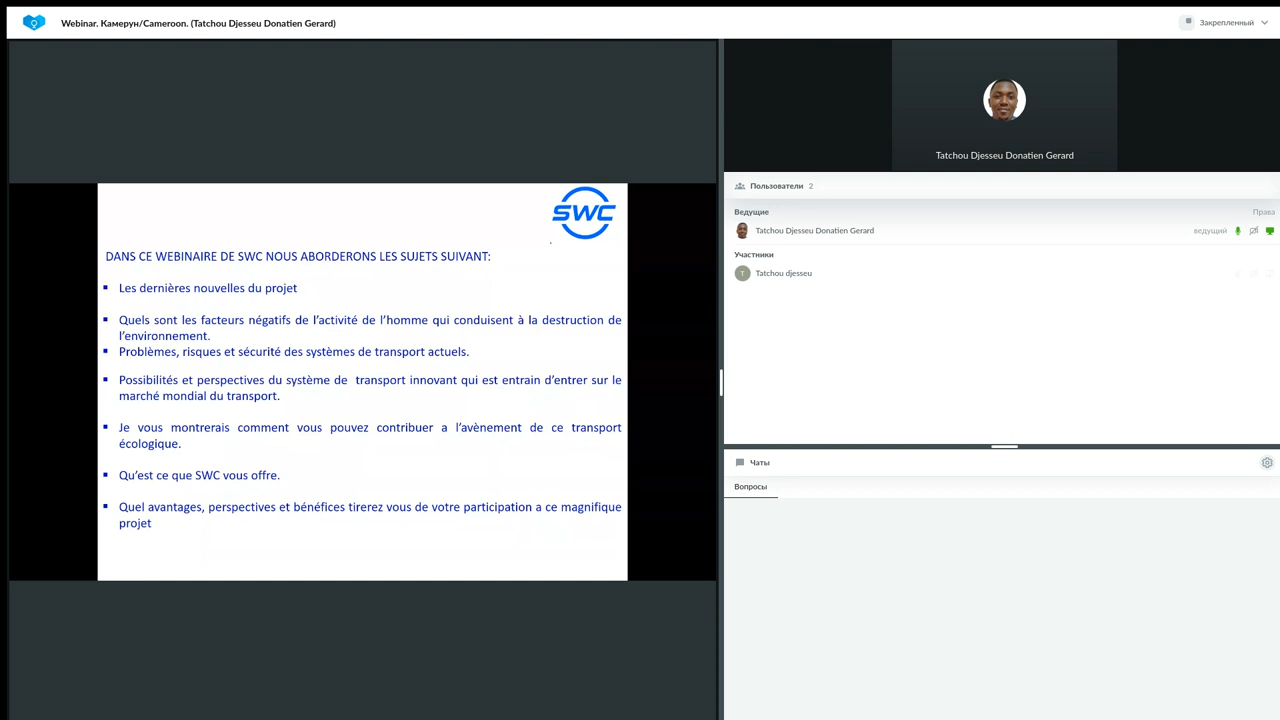 Webinar. Камерун/Cameroon. (Tatchou Djesseu Donatien Gerard)
Закрепленный
SWC
DANS CE WEBINAIRE DE SWC NOUS ABORDERONS LES SUJETS SUIVANT:
▪ Les dernières nouvelles du projet
▪ Quels sont les facteurs négatifs de l’activité de l’homme qui conduisent à la destruction de
l’environnement.
▪ Problèmes, risques et sécurité des systèmes de transport actuels.
▪ Possibilités et perspectives du système de transport innovant qui est entrain d’entrer sur le
marché mondial du transport.
▪ Je vous montrerais comment vous pouvez contribuer a l’avènement de ce transport
écologique.
▪ Qu’est ce que SWC vous offre.
▪ Quel avantages, perspectives et bénéfices tirerez vous de votre participation a ce magnifique
projet
Tatchou Djesseu Donatien Gerard
Пользователи 2
Ведущие Права
Tatchou Djesseu Donatien Gerard ведущий
Участники
T Tatchou djesseu
Чаты
Вопросы